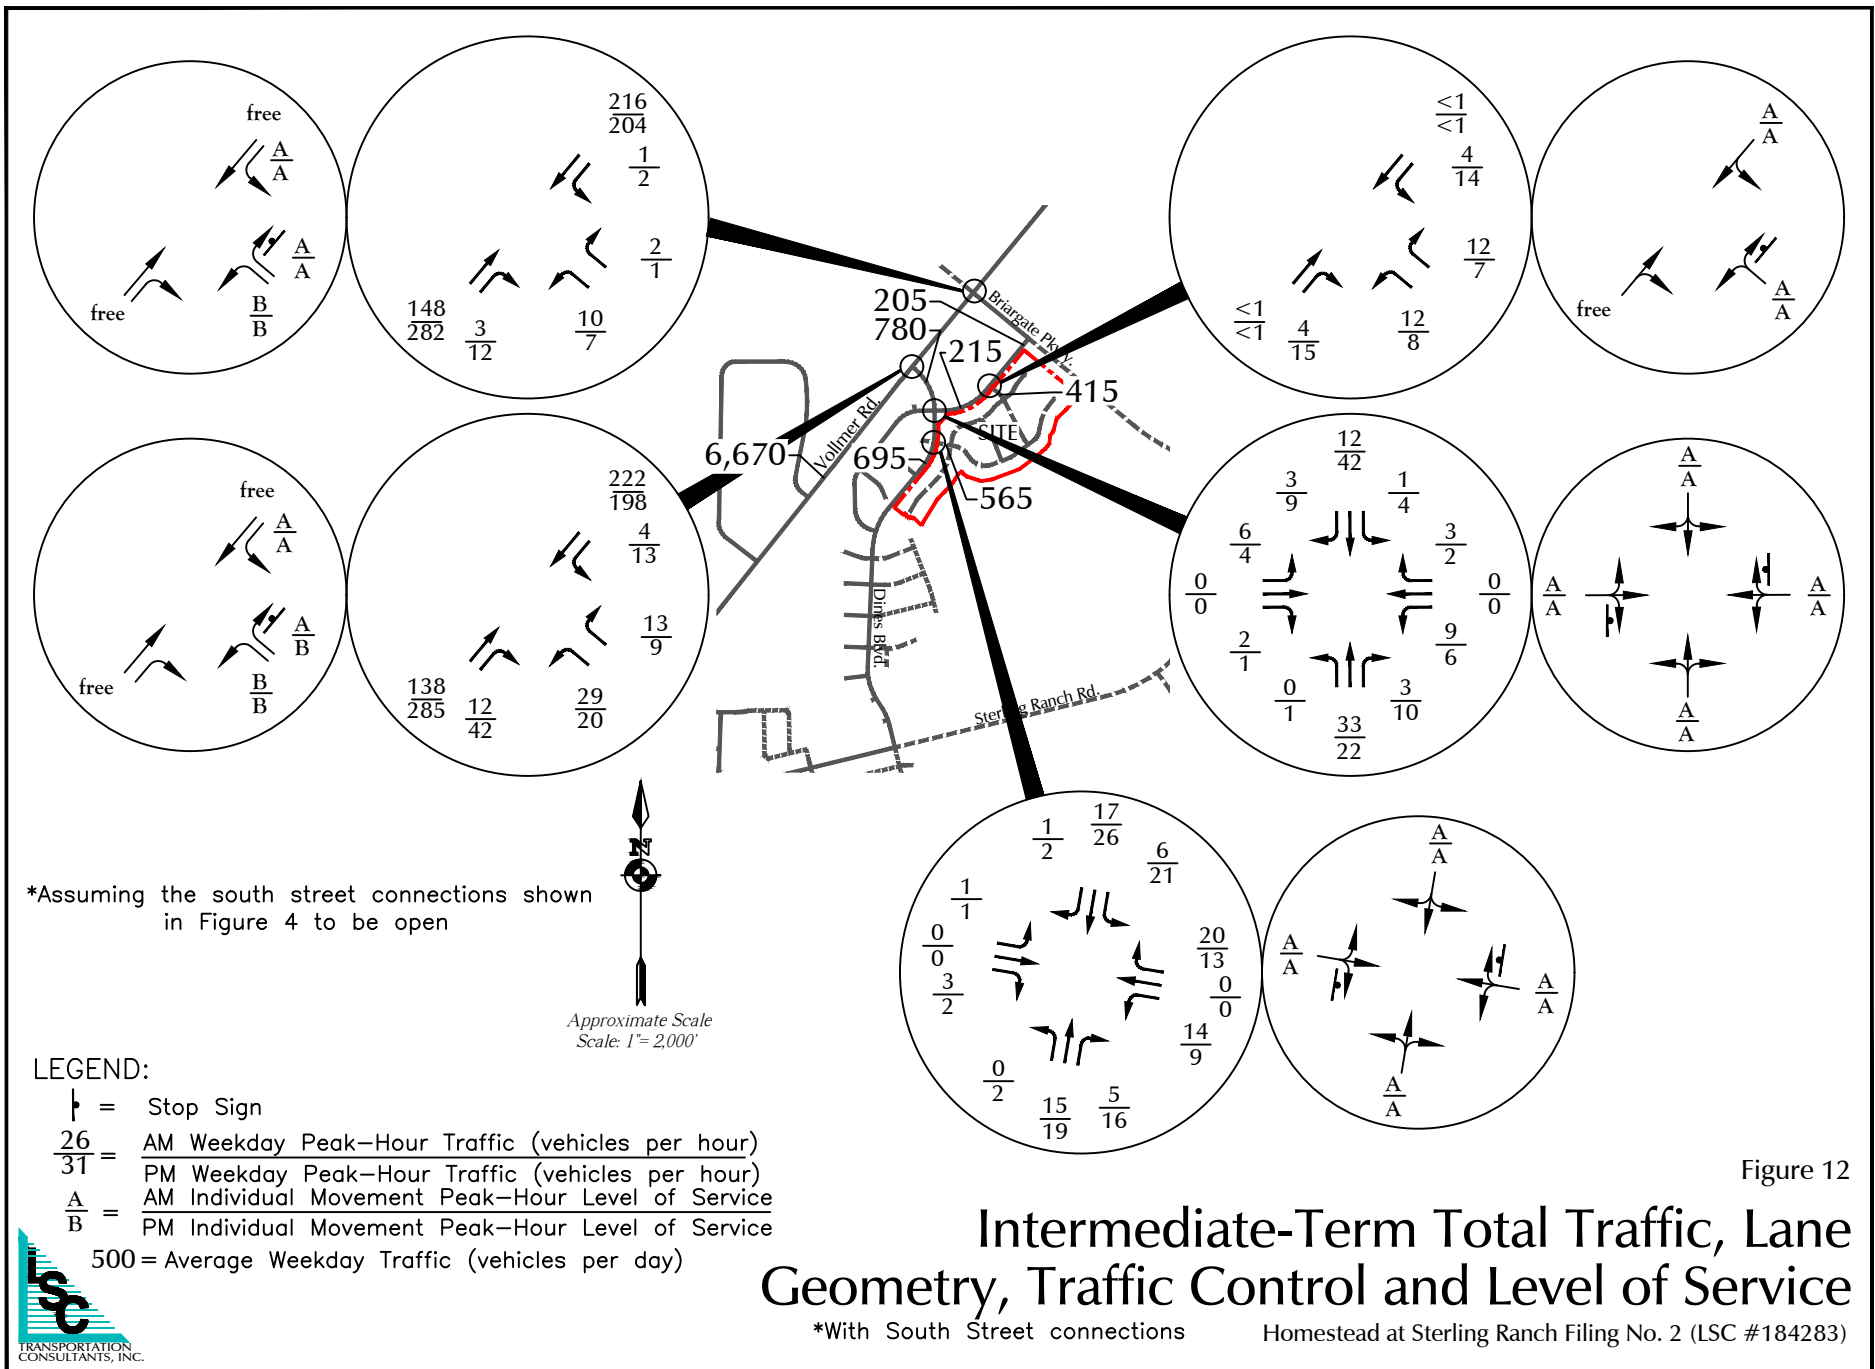 free
A
A
A
A
B
B
free
216
204
1
2
2
1
10
7
148
282
3
12
<1
<1
4
14
12
7
12
8
<1
<1
4
15
A
A
A
A
free
205
780
215
415
6,670
695
565
Briargate Pkwy.
Vollmer Rd.
SITE
Dines Blvd.
Sterling Ranch Rd.
free
A
A
A
B
B
B
free
222
198
4
13
13
9
29
20
138
285
12
42
12
42
3
9
1
4
6
4
3
2
0
0
0
0
2
1
9
6
0
1
3
10
33
22
A
A
A
A
A
A
A
A
1
2
17
26
6
21
1
1
0
0
3
2
20
13
0
0
14
9
0
2
15
19
5
16
A
A
A
A
A
A
A
A
*Assuming the south street connections shown
in Figure 4 to be open
N
Approximate Scale
Scale: 1"= 2,000'
LEGEND:
= Stop Sign
26
31
=
AM Weekday Peak-Hour Traffic (vehicles per hour)
PM Weekday Peak-Hour Traffic (vehicles per hour)
A
B
=
AM Individual Movement Peak-Hour Level of Service
PM Individual Movement Peak-Hour Level of Service
500 = Average Weekday Traffic (vehicles per day)
LSC
TRANSPORTATION
CONSULTANTS, INC.
Figure 12
Intermediate-Term Total Traffic, Lane
Geometry, Traffic Control and Level of Service
*With South Street connections
Homestead at Sterling Ranch Filing No. 2 (LSC #184283)